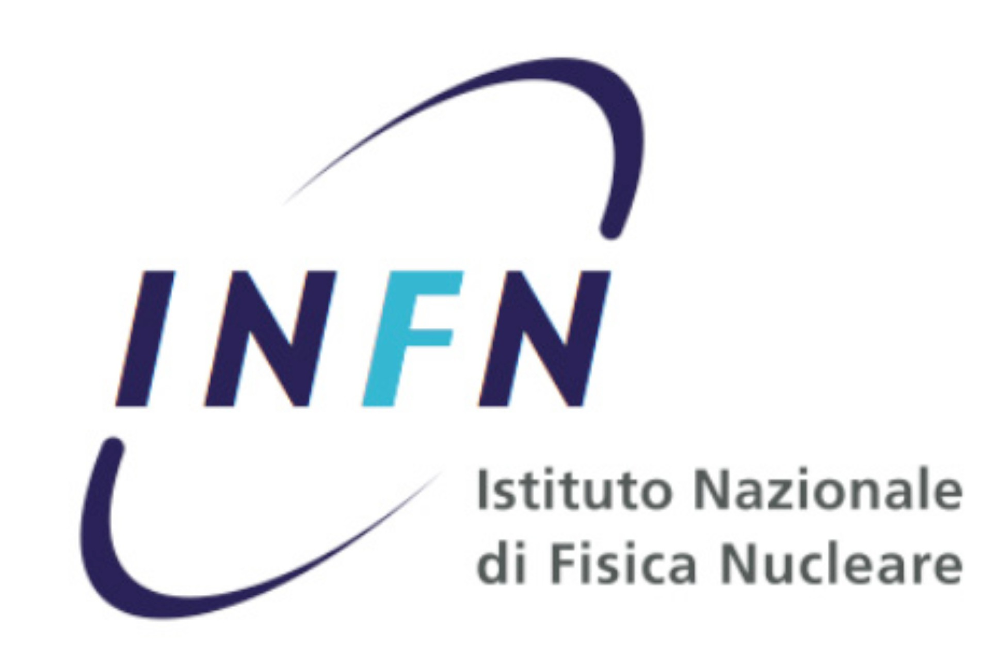 INFN
Istituto Nazionale
di Fisica Nucleare